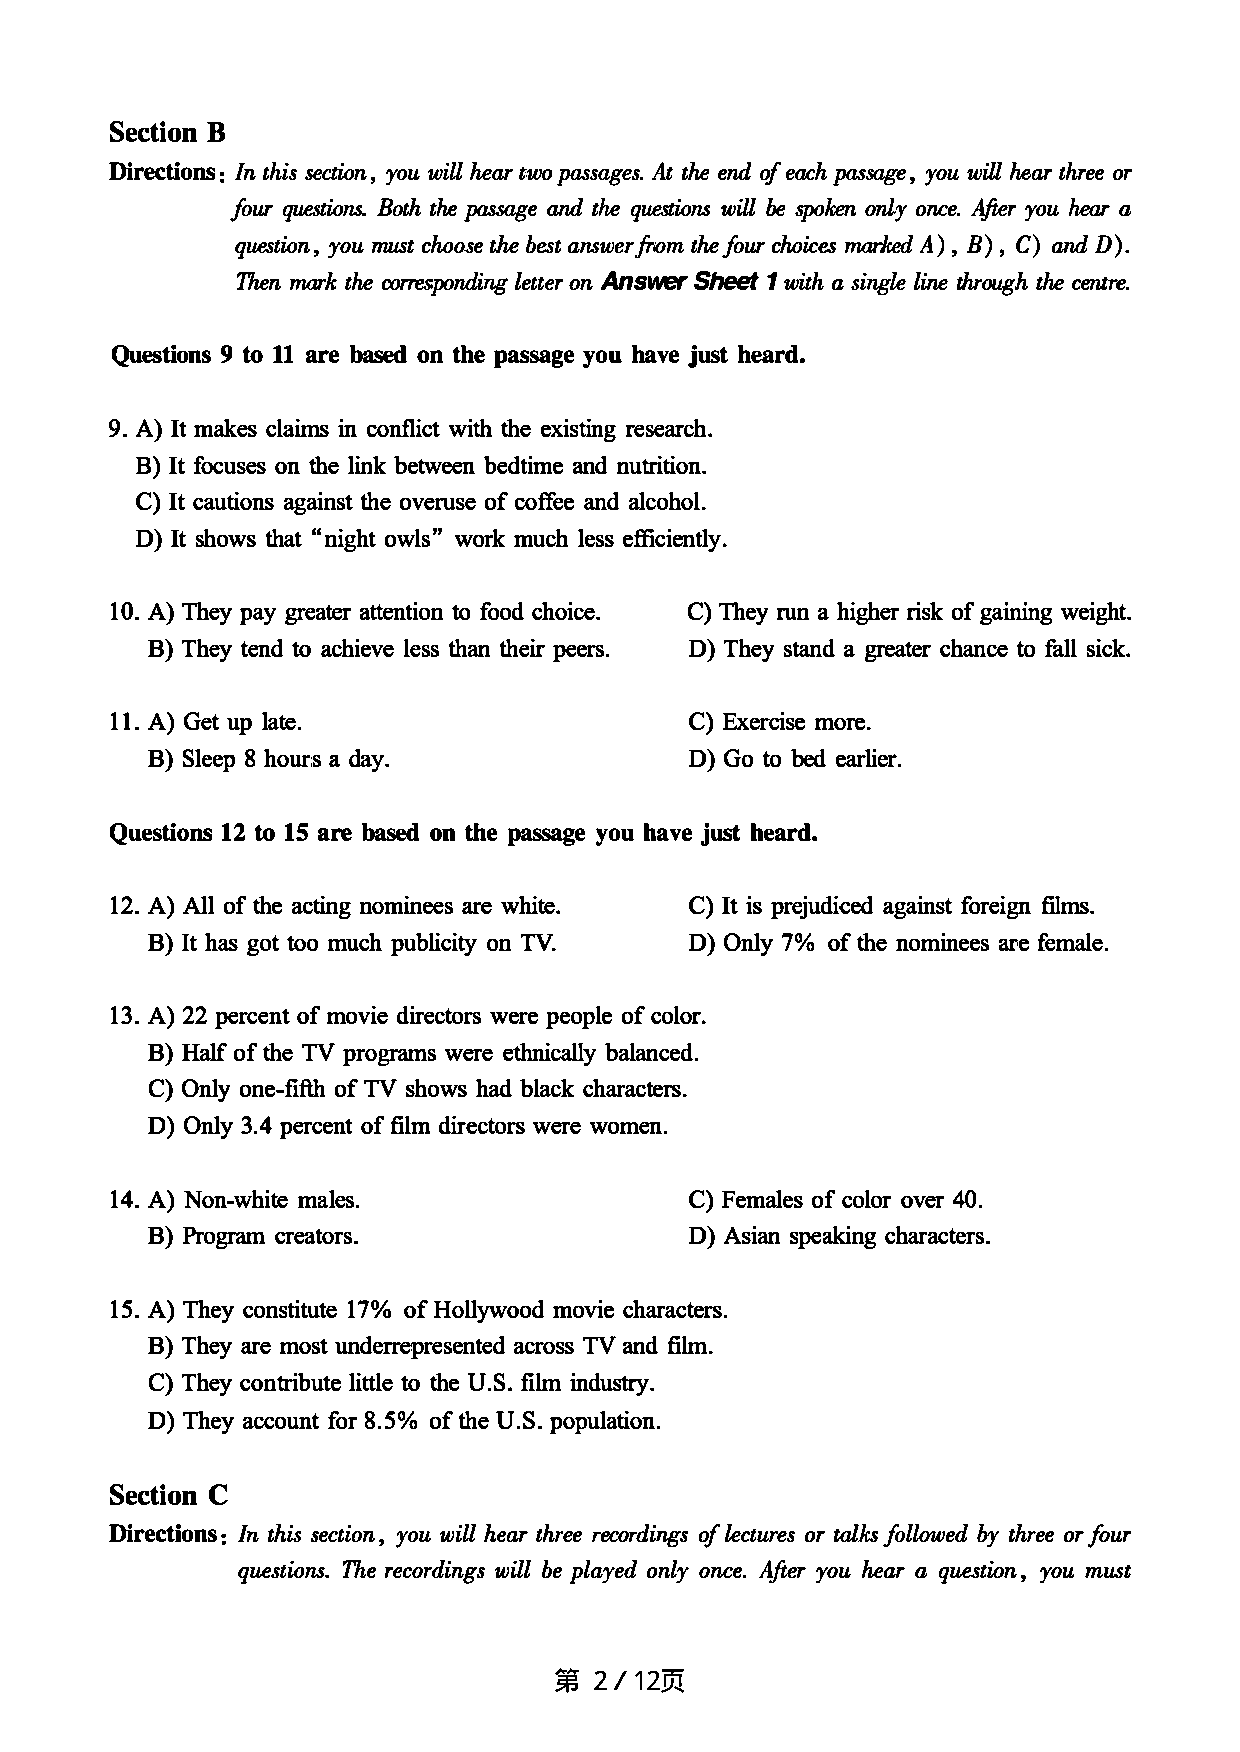 Section B
Directions: In this section, you will hear two passages. At the end of each passage, you will hear three or
four questions. Both the passage and the questions will be spoken only once. After you hear a
question, you must choose the best answer from the four choices marked A), B), C) and D).
Then mark the corresponding letter on Answer Sheet 1 with a single line through the centre.
Questions 9 to 11 are based on the passage you have just heard.
9. A) It makes claims in conflict with the existing research.
B) It focuses on the link between bedtime and nutrition.
C) It cautions against the overuse of coffee and alcohol.
D) It shows that “night owls” work much less efficiently.
10. A) They pay greater attention to food choice. C) They run a higher risk of gaining weight.
B) They tend to achieve less than their peers. D) They stand a greater chance to fall sick.
11. A) Get up late. C) Exercise more.
B) Sleep 8 hours a day. D) Go to bed earlier.
Questions 12 to 15 are based on the passage you have just heard.
12. A) All of the acting nominees are white. C) It is prejudiced against foreign films.
B) It has got too much publicity on TV. D) Only 7% of the nominees are female.
13. A) 22 percent of movie directors were people of color.
B) Half of the TV programs were ethnically balanced.
C) Only one-fifth of TV shows had black characters.
D) Only 3.4 percent of film directors were women.
14. A) Non-white males. C) Females of color over 40.
B) Program creators. D) Asian speaking characters.
15. A) They constitute 17% of Hollywood movie characters.
B) They are most underrepresented across TV and film.
C) They contribute little to the U.S. film industry.
D) They account for 8.5% of the U.S. population.
Section C
Directions: In this section, you will hear three recordings of lectures or talks followed by three or four
questions. The recordings will be played only once. After you hear a question, you must
第 2 / 12页